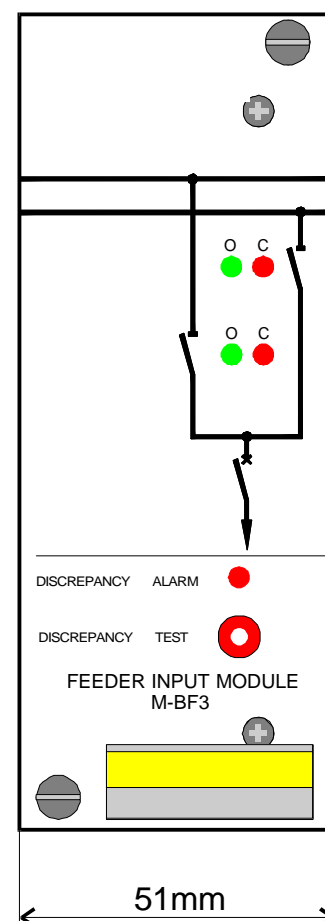 O C
O C
DISCREPANCY ALARM
DISCREPANCY TEST
FEEDER INPUT MODULE
M-BF3
51mm